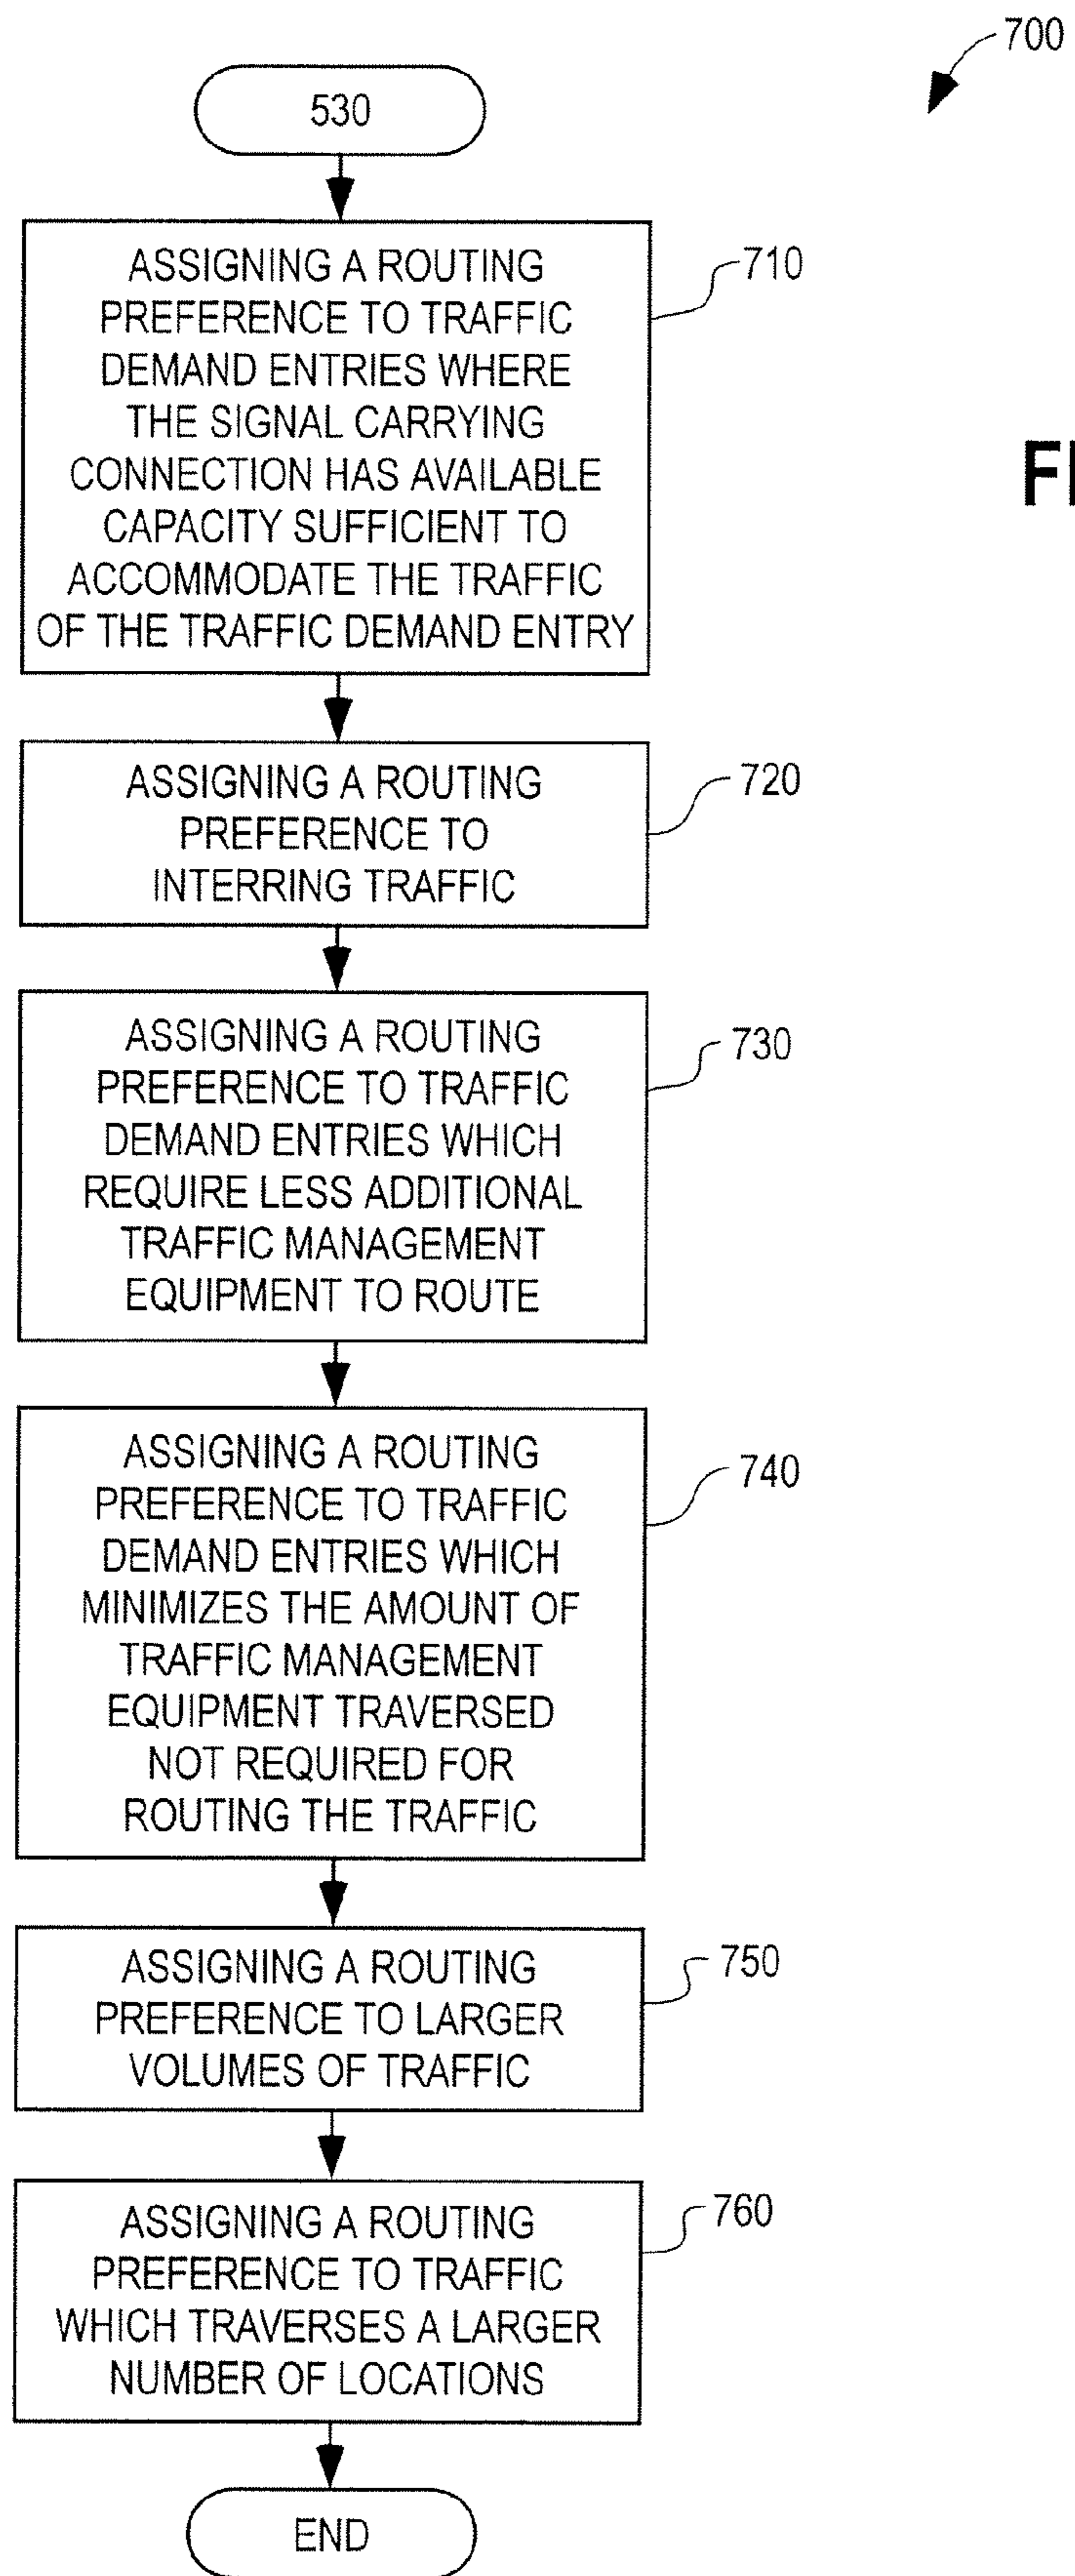 700
530
ASSIGNING A ROUTING
PREFERENCE TO TRAFFIC
DEMAND ENTRIES WHERE
THE SIGNAL CARRYING
CONNECTION HAS AVAILABLE
CAPACITY SUFFICIENT TO
ACCOMMODATE THE TRAFFIC
OF THE TRAFFIC DEMAND ENTRY
710
ASSIGNING A ROUTING
PREFERENCE TO
INTERRING TRAFFIC
720
ASSIGNING A ROUTING
PREFERENCE TO TRAFFIC
DEMAND ENTRIES WHICH
REQUIRE LESS ADDITIONAL
TRAFFIC MANAGEMENT
EQUIPMENT TO ROUTE
730
ASSIGNING A ROUTING
PREFERENCE TO TRAFFIC
DEMAND ENTRIES WHICH
MINIMIZES THE AMOUNT OF
TRAFFIC MANAGEMENT
EQUIPMENT TRAVERSED
NOT REQUIRED FOR
ROUTING THE TRAFFIC
740
ASSIGNING A ROUTING
PREFERENCE TO LARGER
VOLUMES OF TRAFFIC
750
ASSIGNING A ROUTING
PREFERENCE TO TRAFFIC
WHICH TRAVERSES A LARGER
NUMBER OF LOCATIONS
760
END